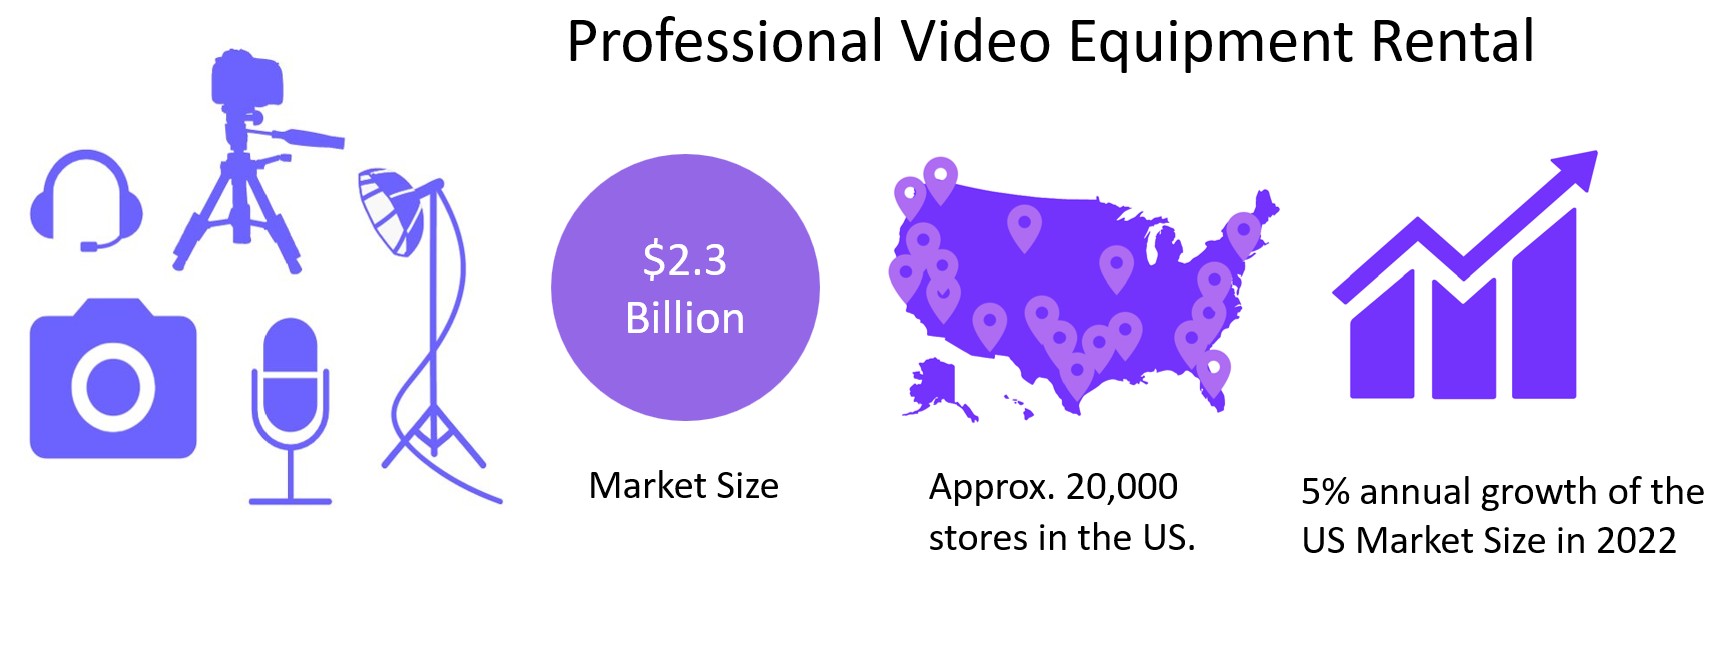 Professional Video Equipment Rental
$2.3
Billion
Market Size
Approx. 20,000
stores in the US.
5% annual growth of the
US Market Size in 2022